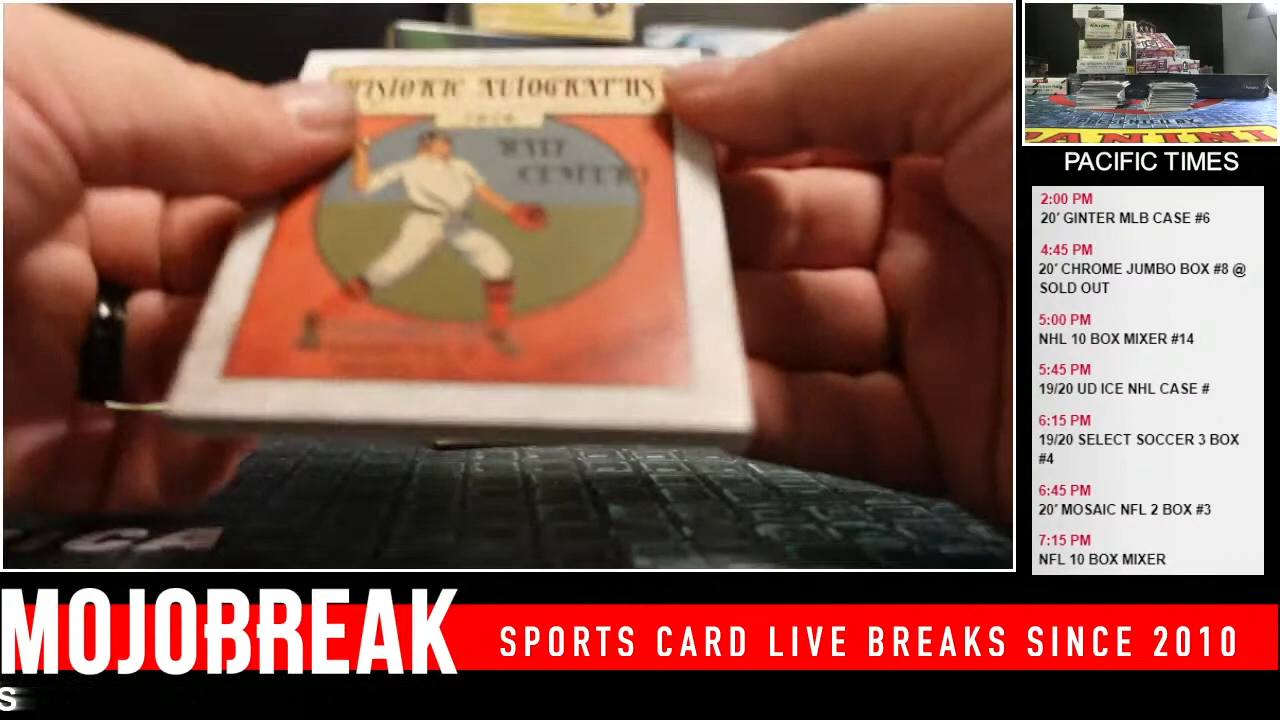 HISTORIC AUTOGRAPHS
PANINI
PACIFIC TIMES
2:00 PM
20' GINTER MLB CASE #6
4:45 PM
20' CHROME JUMBO BOX #8 @
SOLD OUT
5:00 PM
NHL 10 BOX MIXER #14
5:45 PM
19/20 UD ICE NHL CASE #
6:15 PM
19/20 SELECT SOCCER 3 BOX
#4
6:45 PM
20' MOSAIC NFL 2 BOX #3
7:15 PM
NFL 10 BOX MIXER
MOJOBREAK
SPORTS CARD LIVE BREAKS SINCE 2010
S